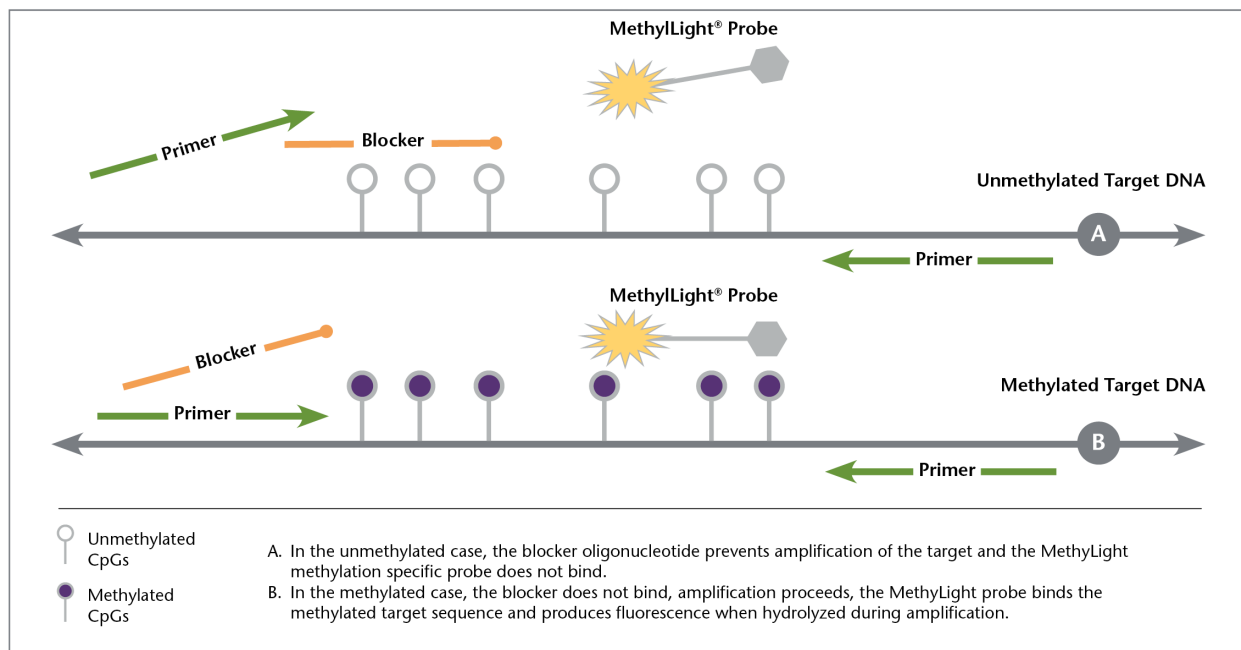 MethylLight® Probe
Primer
Blocker
Unmethylated Target DNA
A
Primer
MethylLight® Probe
Blocker
Primer
Methylated Target DNA
B
Primer
Unmethylated
CpGs
Methylated
CpGs
A. In the unmethylated case, the blocker oligonucleotide prevents amplification of the target and the MethyLight
methylation specific probe does not bind.
B. In the methylated case, the blocker does not bind, amplification proceeds, the MethyLight probe binds the
methylated target sequence and produces fluorescence when hydrolyzed during amplification.